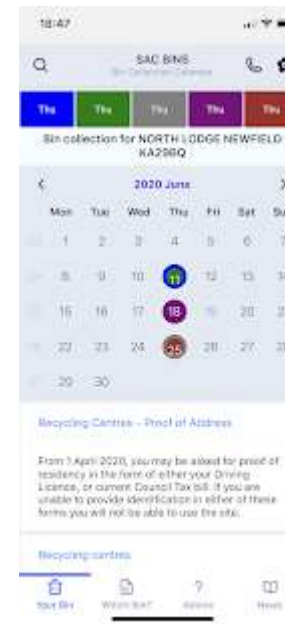 18:47
SAC BINS
Bin Collection Calendar
Thu Thu Thu Thu Thu
Bin collection for NORTH LODGE NEWFIELD
KA29BQ
2020 June
Mon Tue Wed Thu Fri Sat Su
1 2 3 4 5 6 7
8 9 10 11 12 13 14
15 16 17 18 19 20 21
22 23 24 25 26 27 28
29 30
Recycling Centres - Proof of Address
From 1 April 2020, you may be asked for proof of
residency in the form of either your Driving
Licence, or current Council Tax bill. If you are
unable to provide identification in either of these
forms you will not be able to use the site.
Recycling centres
Your Bin Which Bin? Advice News